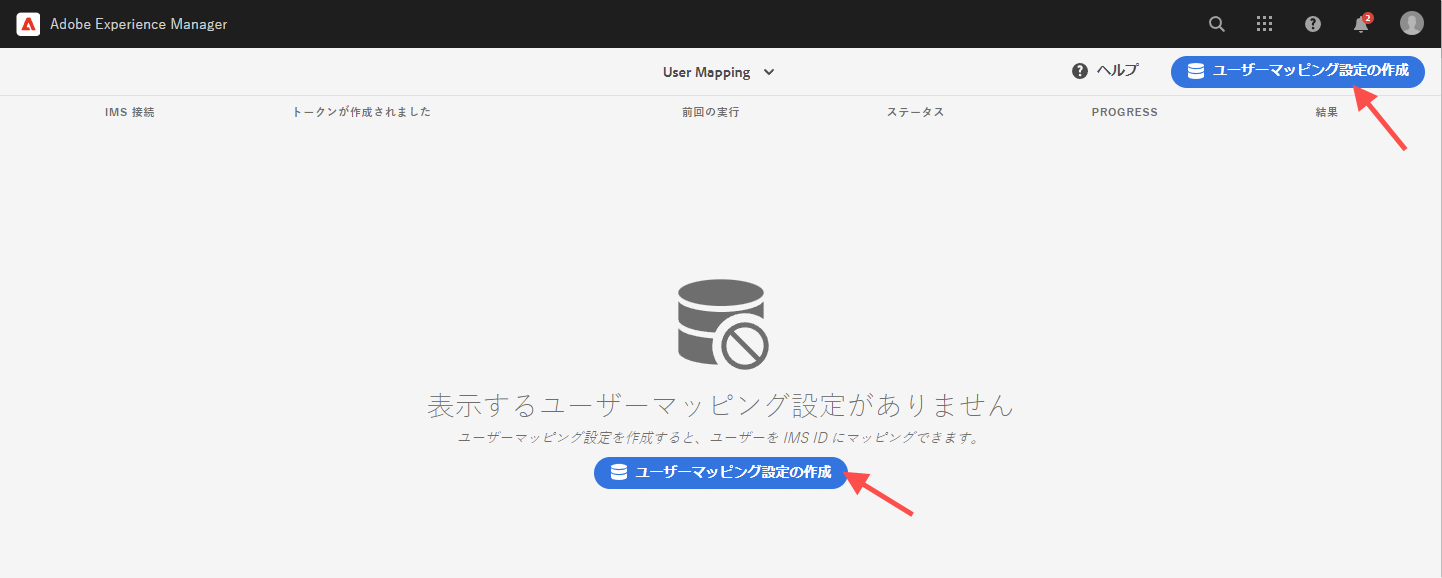 Adobe Experience Manager
2
User Mapping
ヘルプ
ユーザーマッピング設定の作成
IMS 接続 トークンが作成されました 前回の実行 ステータス PROGRESS 結果
表示するユーザーマッピング設定がありません
ユーザーマッピング設定を作成すると、ユーザーを IMS ID にマッピングできます。
ユーザーマッピング設定の作成